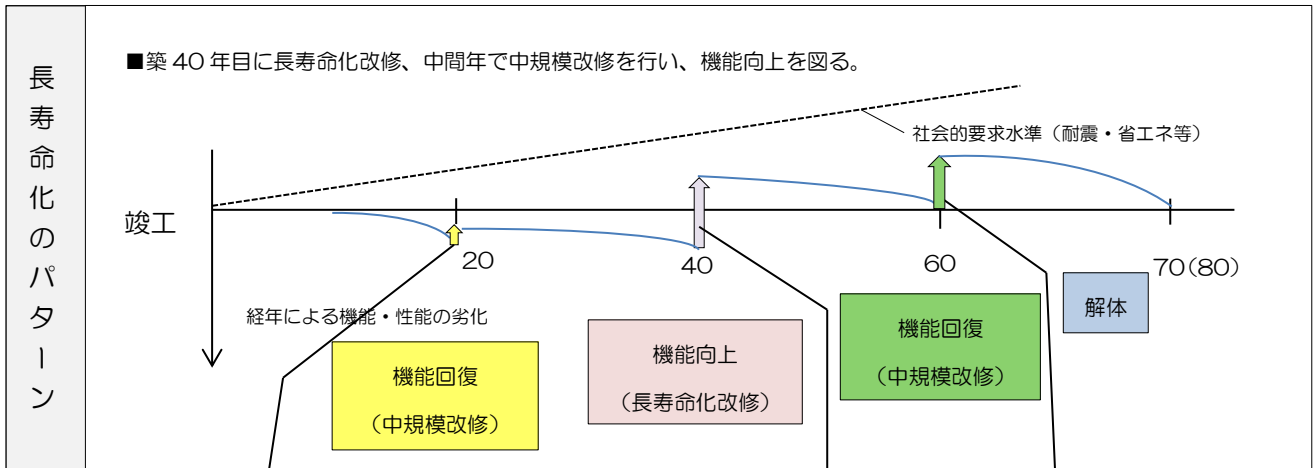 長寿命化のパターン
■築 40 年目に長寿命化改修、中間年で中規模改修を行い、機能向上を図る。
社会的要求水準（耐震・省エネ等）
竣工
20
40
60
70(80)
経年による機能・性能の劣化
機能回復
（中規模改修）
機能向上
（長寿命化改修）
機能回復
（中規模改修）
解体